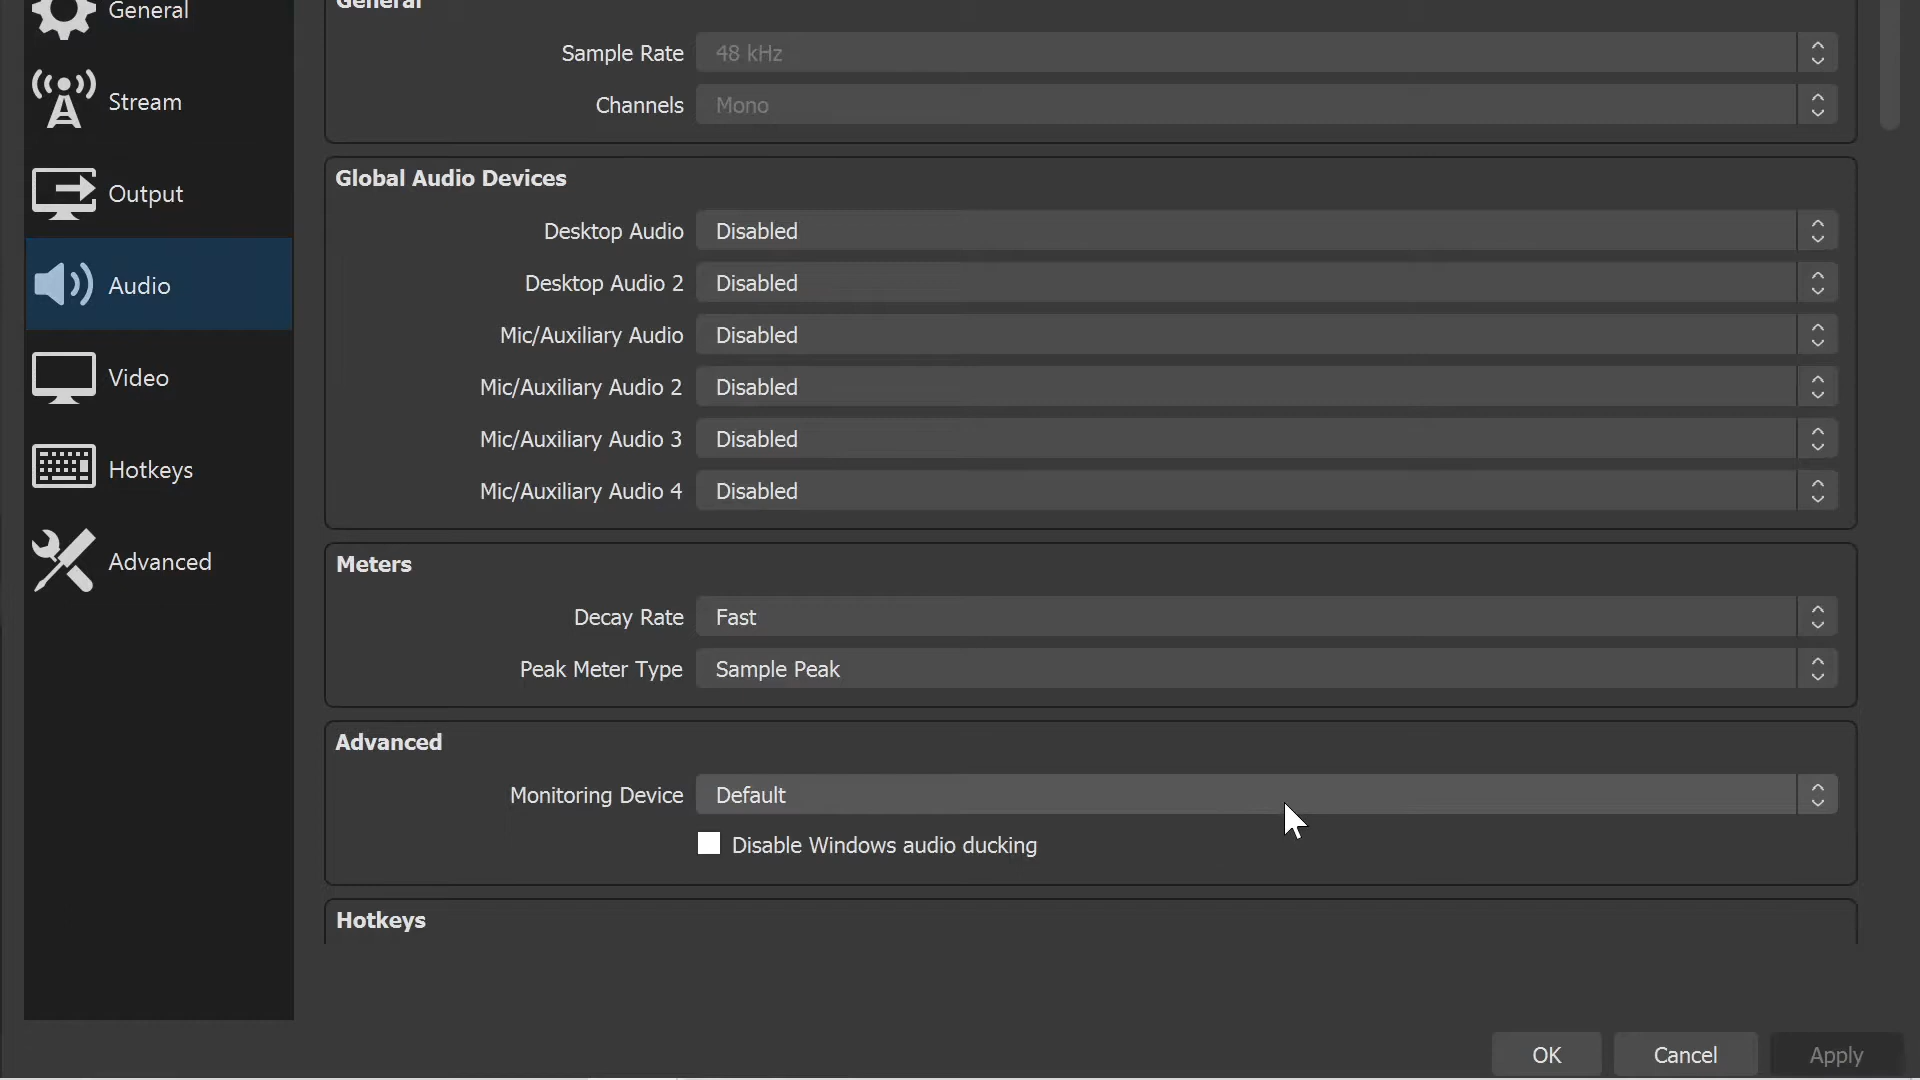 General
Stream
Output
Audio
Video
Hotkeys
Advanced
General
Sample Rate 48 kHz
Channels Mono
Global Audio Devices
Desktop Audio Disabled
Desktop Audio 2 Disabled
Mic/Auxiliary Audio Disabled
Mic/Auxiliary Audio 2 Disabled
Mic/Auxiliary Audio 3 Disabled
Mic/Auxiliary Audio 4 Disabled
Meters
Decay Rate Fast
Peak Meter Type Sample Peak
Advanced
Monitoring Device Default
Disable Windows audio ducking
Hotkeys
OK Cancel Apply